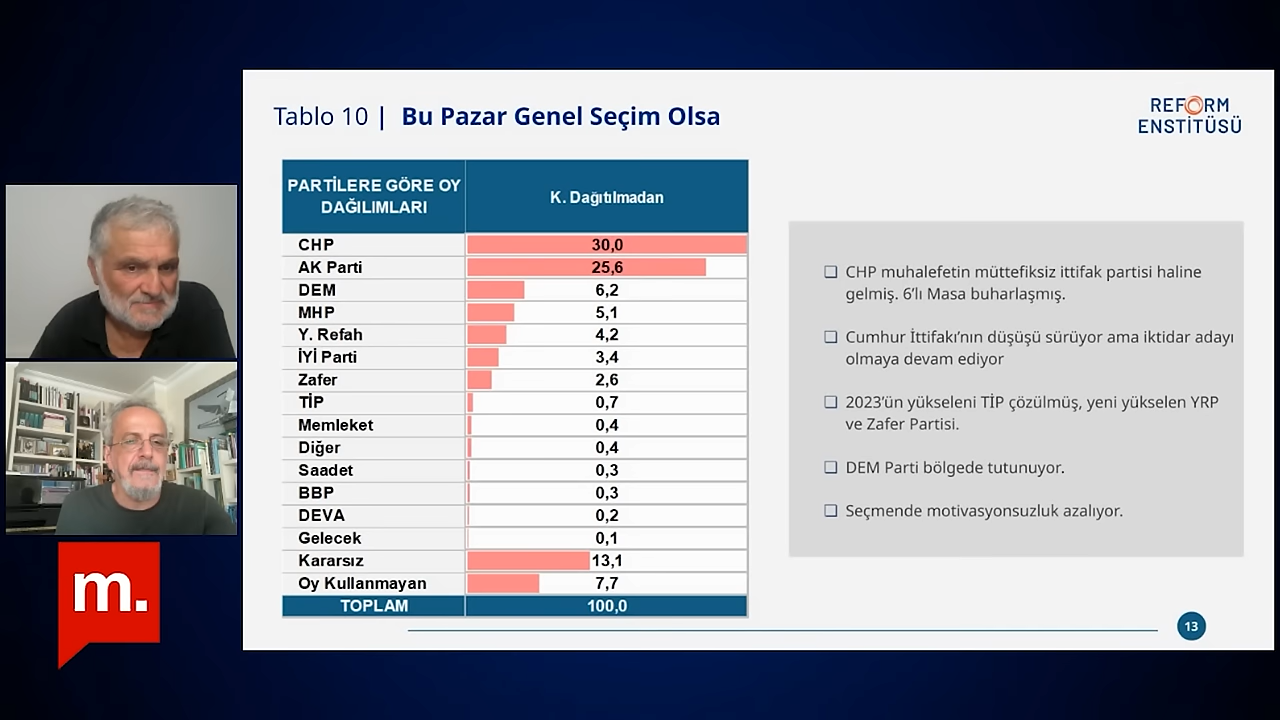 Tablo 10 | Bu Pazar Genel Seçim Olsa
REFORM
ENSTİTÜSÜ
PARTİLERE GÖRE OY
DAĞILIMLARI
K. Dağıtılmadan
CHP 30,0
AK Parti 25,6
DEM 6,2
MHP 5,1
Y. Refah 4,2
İYİ Parti 3,4
Zafer 2,6
TİP 0,7
Memleket 0,4
Diğer 0,4
Saadet 0,3
BBP 0,3
DEVA 0,2
Gelecek 0,1
Kararsız 13,1
Oy Kullanmayan 7,7
TOPLAM 100,0
CHP muhalefetin müttefiksiz ittifak partisi haline
gelmiş. 6’lı Masa buharlaşmış.
Cumhur İttifakı’nın düşüşü sürüyor ama iktidar adayı
olmaya devam ediyor
2023’ün yükseleni TİP çözülmüş, yeni yükselen YRP
ve Zafer Partisi.
DEM Parti bölgede tutunuyor.
Seçmende motivasyonsuzluk azalıyor.
13
m.